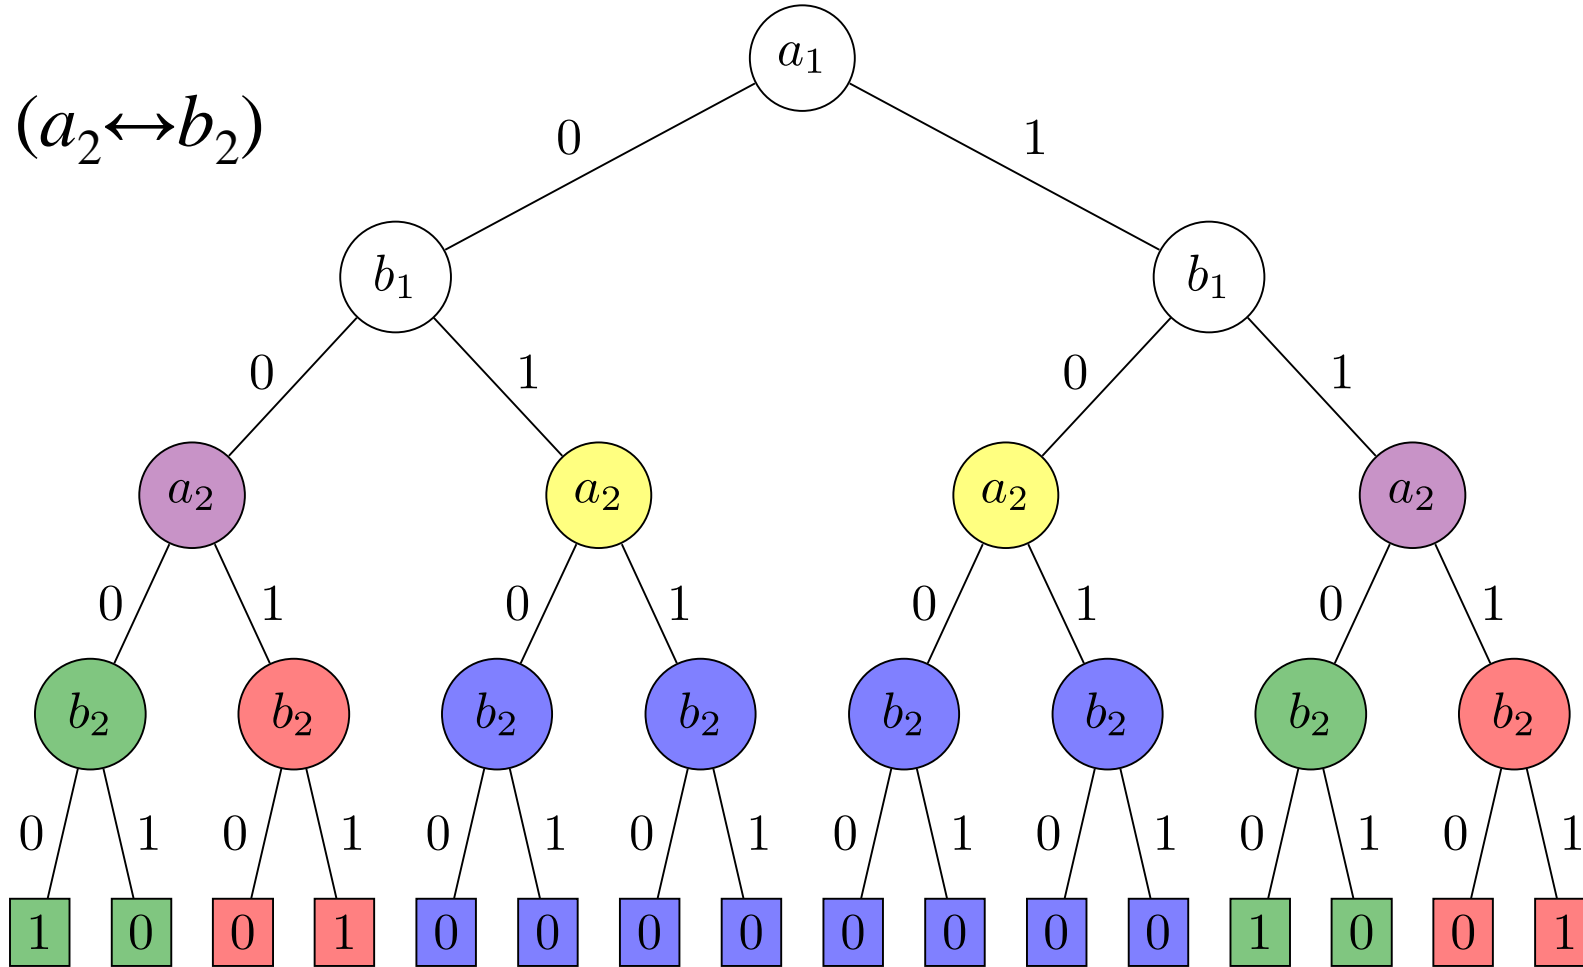 a₁
(a₂↔b₂)
0 1
b₁ b₁
0 1 0 1
a₂ a₂ a₂ a₂
0 1 0 1 0 1 0 1
b₂ b₂ b₂ b₂ b₂ b₂ b₂ b₂
0 1 0 1 0 1 0 1 0 1 0 1 0 1 0 1
1 0 0 1 0 0 0 0 0 0 0 0 1 0 0 1